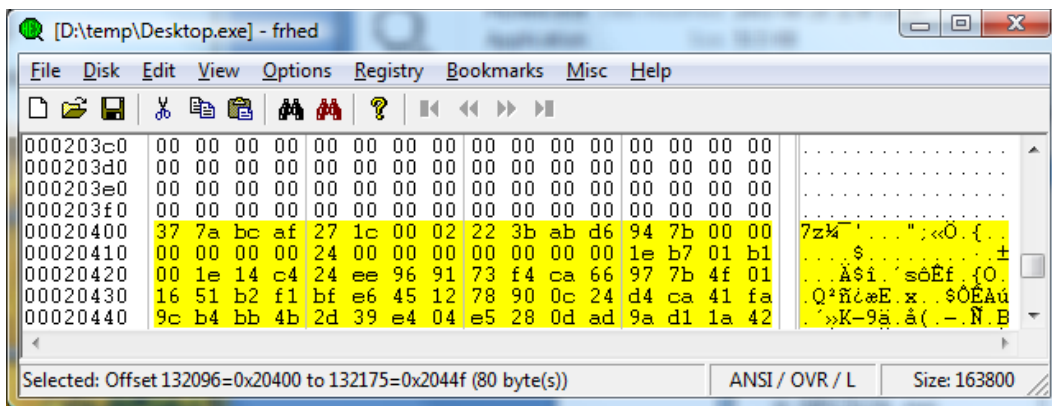 [D:\temp\Desktop.exe] - frhed
File Disk Edit View Options Registry Bookmarks Misc Help
000203c0 00 00 00 00 00 00 00 00 00 00 00 00 00 00 00 00 ................
000203d0 00 00 00 00 00 00 00 00 00 00 00 00 00 00 00 00 ................
000203e0 00 00 00 00 00 00 00 00 00 00 00 00 00 00 00 00 ................
000203f0 00 00 00 00 00 00 00 00 00 00 00 00 00 00 00 00 ................
00020400 37 7a bc af 27 1c 00 02 22 3b ab d6 94 7b 00 00 7z¼¯'...";«Ö.{..
00020410 00 00 00 00 24 00 00 00 00 00 00 00 1e b7 01 b1 ....$..........±
00020420 00 1e 14 c4 24 ee 96 91 73 f4 ca 66 97 7b 4f 01 ...Ä$î.´sôÊf.{O.
00020430 16 51 b2 f1 bf e6 45 12 78 90 0c 24 d4 ca 41 fa .Q²ñ¿æE.x..$ÔÊAú
00020440 9c b4 bb 4b 2d 39 e4 04 e5 28 0d ad 9a d1 1a 42 .´»K-9ä.å(.-.Ñ.B
Selected: Offset 132096=0x20400 to 132175=0x2044f (80 byte(s)) ANSI / OVR / L Size: 163800